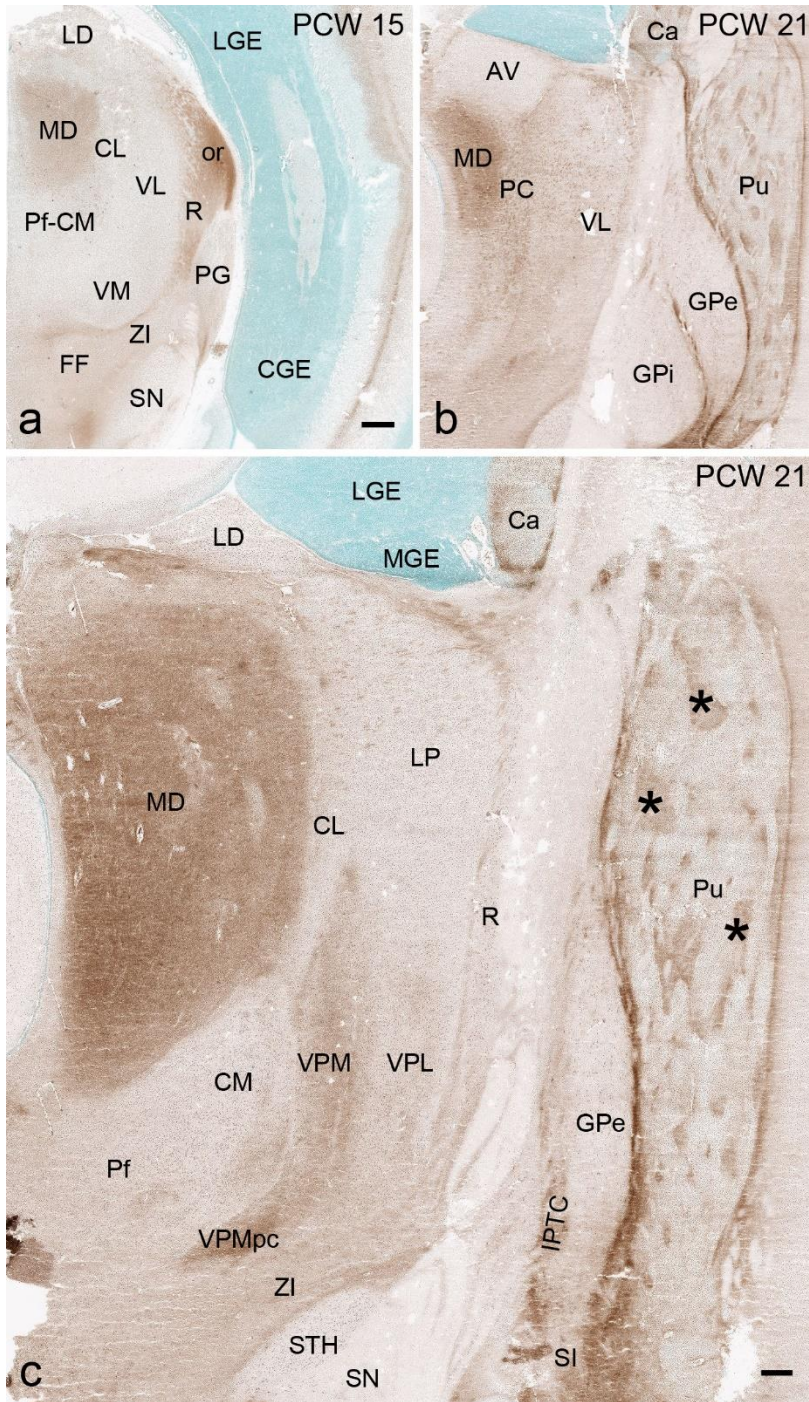 LD
LGE
PCW 15
MD
CL
or
VL
R
Pf-CM
PG
VM
ZI
FF
SN
CGE
a
Ca
PCW 21
AV
MD
PC
Pu
VL
GPe
GPi
b
PCW 21
LGE
Ca
LD
MGE
*
LP
MD
*
CL
Pu
R
*
CM
VPM
VPL
GPe
Pf
IPTC
VPMpc
ZI
STH
SI
SN
c